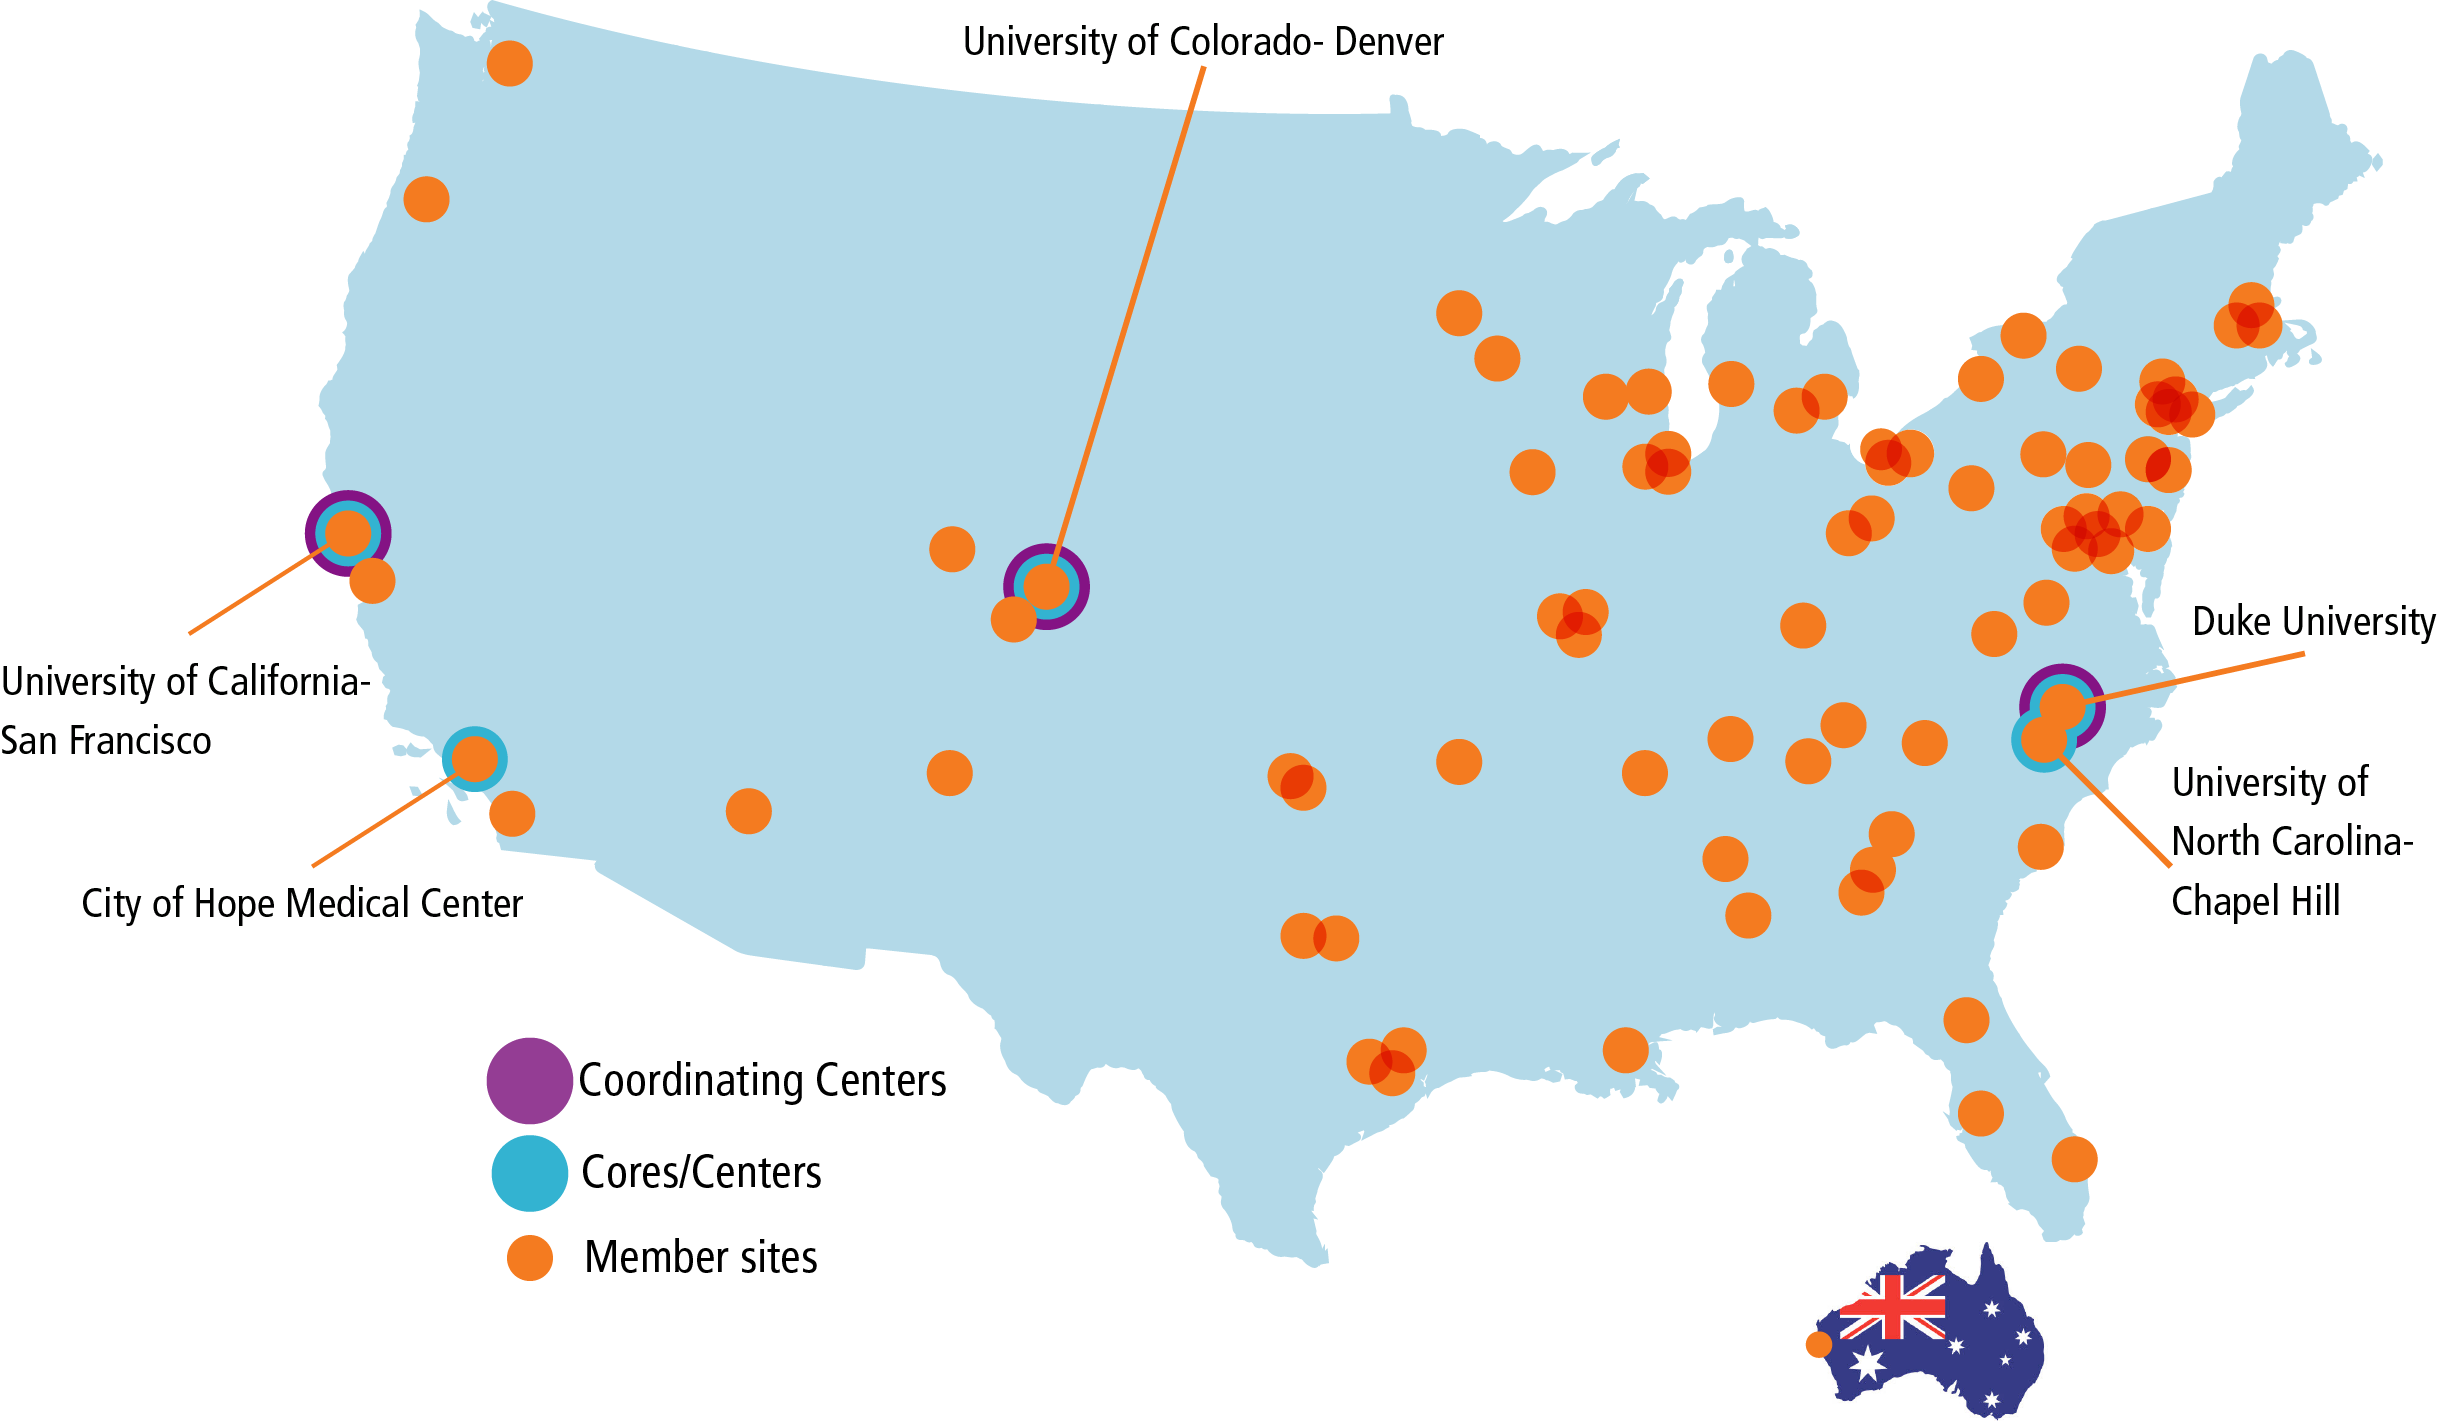 University of Colorado- Denver
Duke University
University of California-
San Francisco
University of
North Carolina-
Chapel Hill
City of Hope Medical Center
Coordinating Centers
Cores/Centers
Member sites